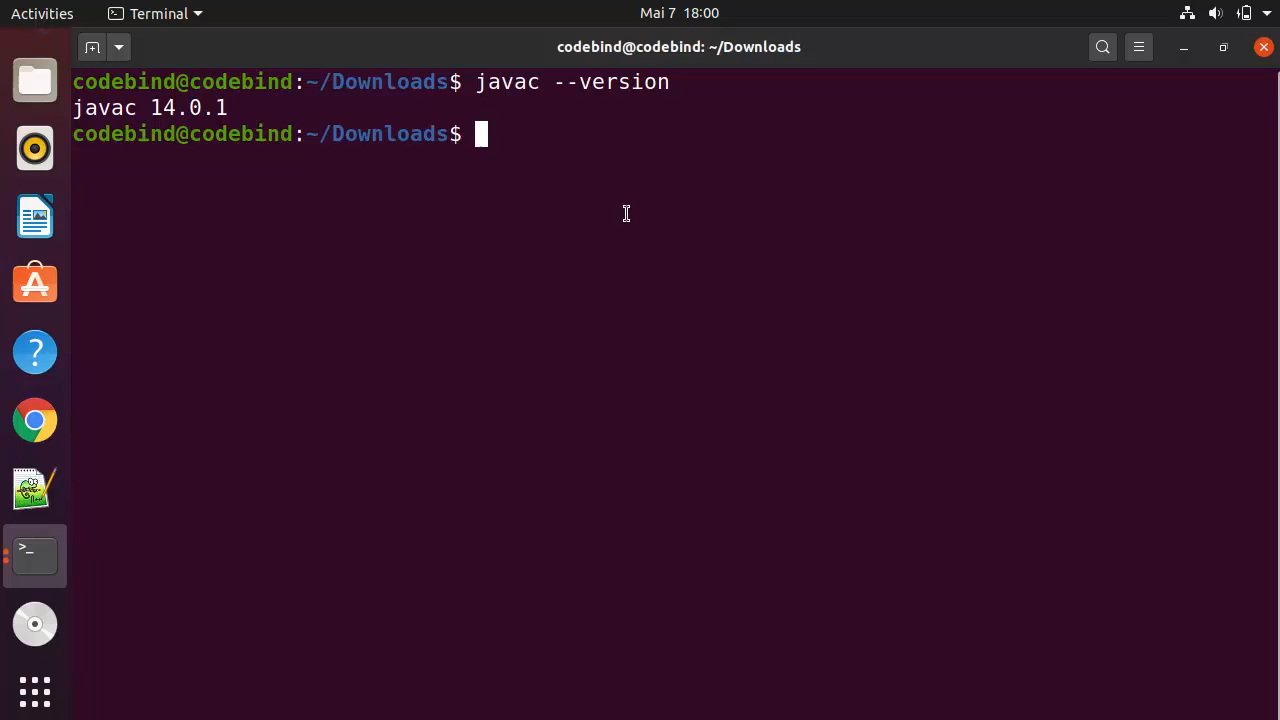 Activities Terminal Mai 7 18:00
codebind@codebind: ~/Downloads
codebind@codebind:~/Downloads$ javac --version
javac 14.0.1
codebind@codebind:~/Downloads$